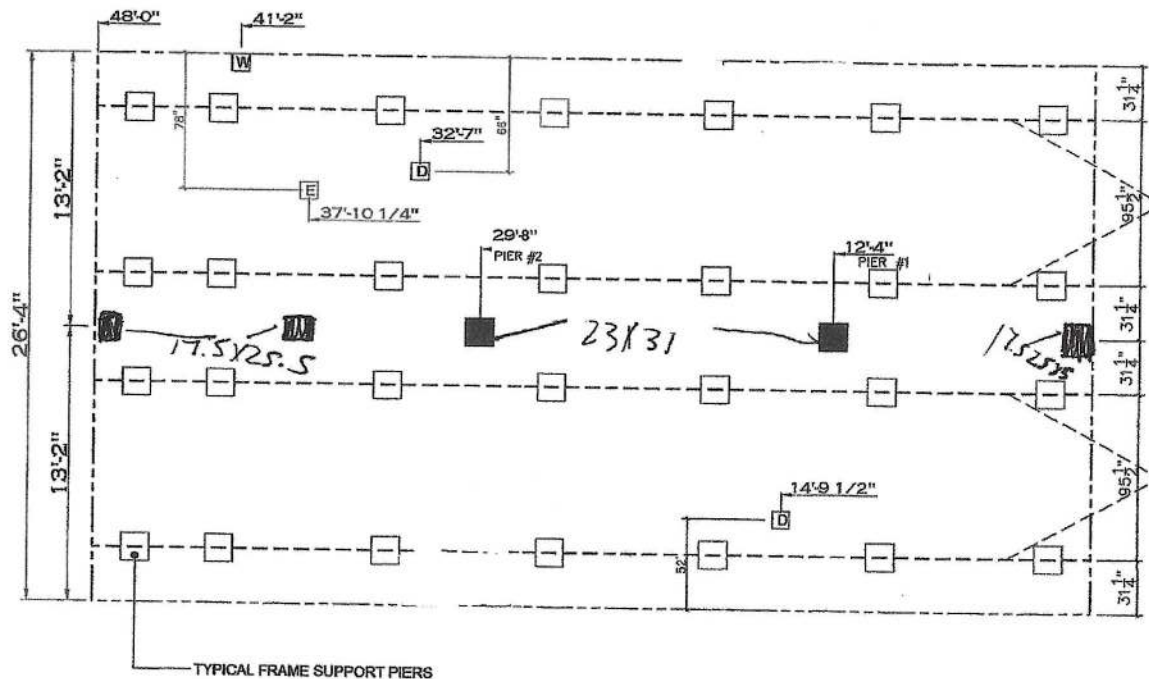 48'-0"
41'-2"
W
78"
66"
32'-7"
D
E
37'-10 1/4"
13'-2"
26'-4"
13'-2"
29'-8"
PIER #2
12'-4"
PIER #1
17.5X25.5
23X31
31 1/4"
95 1/2"
31 1/4"
31 1/4"
95 1/2"
31 1/4"
14'-9 1/2"
D
52"
TYPICAL FRAME SUPPORT PIERS